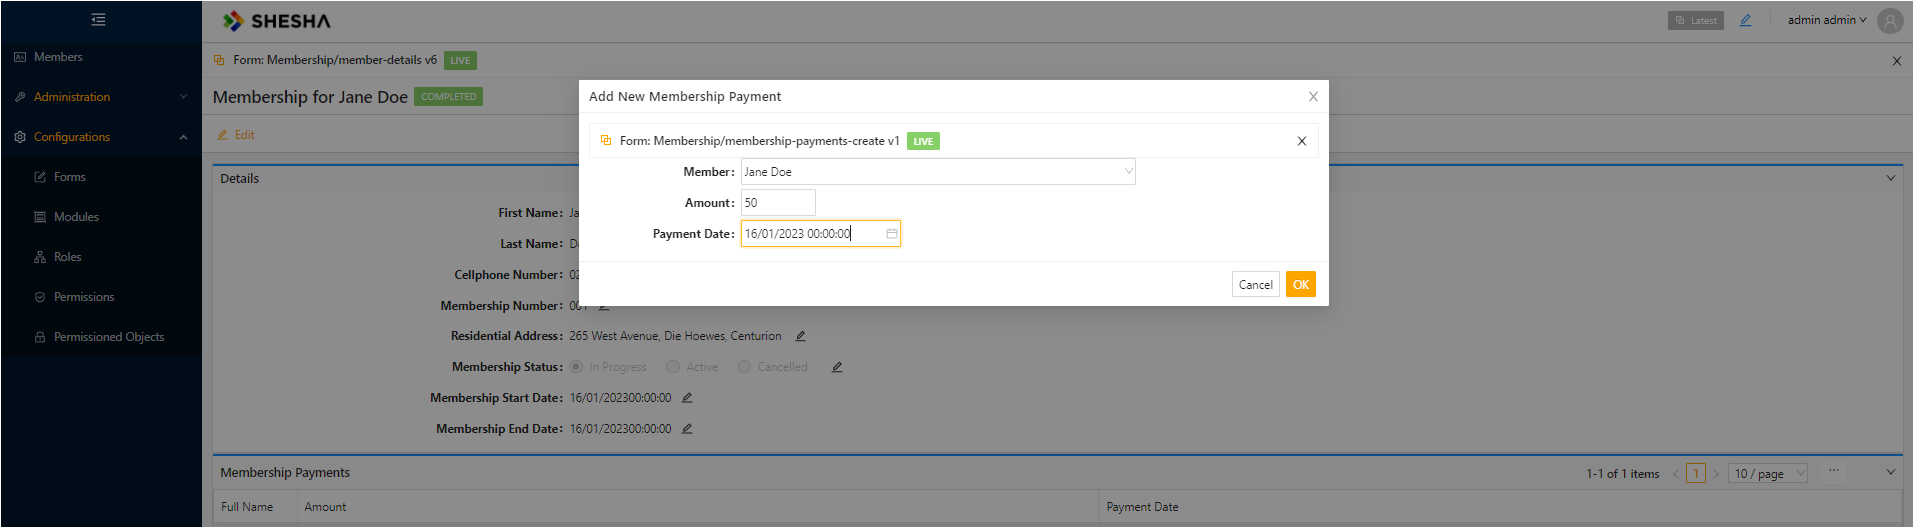 SHESHA
Latest
admin admin
Members
Form: Membership/member-details v6 LIVE
Administration
Membership for Jane Doe COMPLETED
Configurations
Edit
Forms
Modules
Roles
Permissions
Permissioned Objects
Add New Membership Payment
Form: Membership/membership-payments-create v1 LIVE
Member: Jane Doe
Amount: 50
Payment Date: 16/01/2023 00:00:00
Cancel OK
Details
First Name:
Last Name:
Cellphone Number: 02
Membership Number: 001
Residential Address: 265 West Avenue, Die Hoewes, Centurion
Membership Status: In Progress Active Cancelled
Membership Start Date: 16/01/202300:00:00
Membership End Date: 16/01/202300:00:00
Membership Payments 1-1 of 1 items < 1 > 10 / page ...
Full Name Amount Payment Date